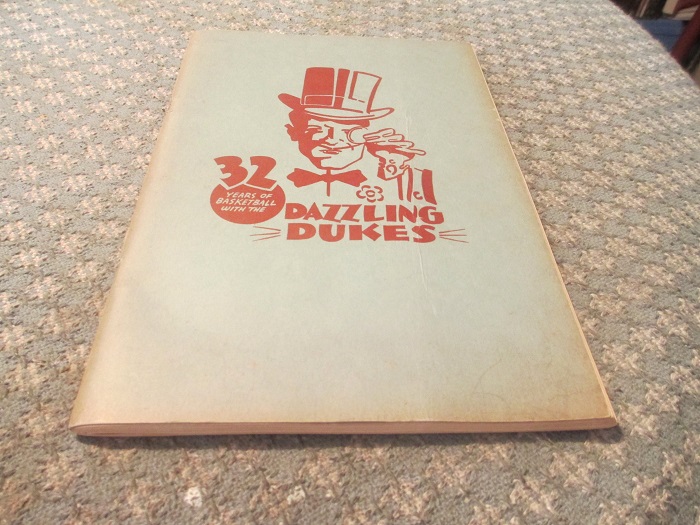 32
YEARS OF
BASKETBALL
WITH THE
DAZZLING
DUKES